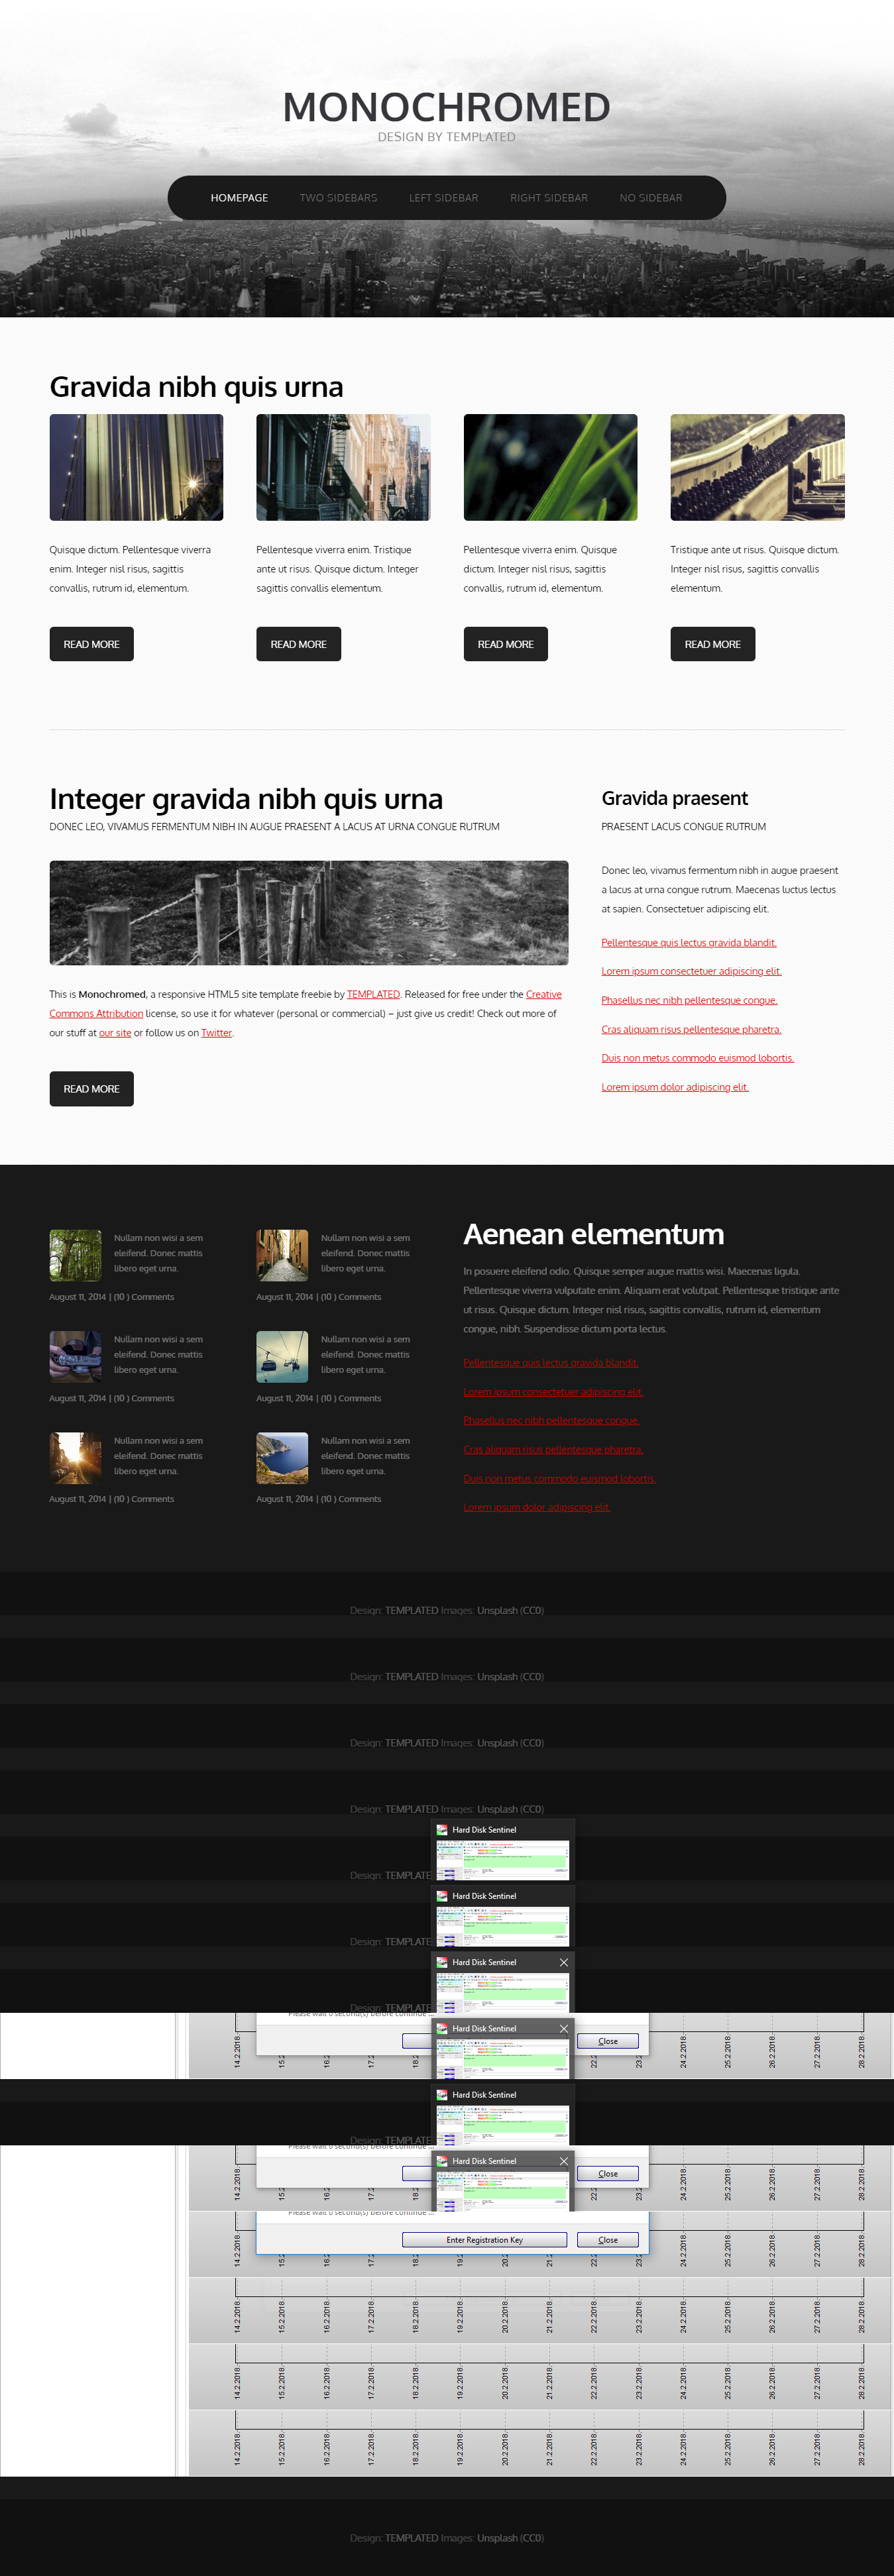 MONOCHROMED
DESIGN BY TEMPLATED
HOMEPAGE TWO SIDEBARS LEFT SIDEBAR RIGHT SIDEBAR NO SIDEBAR
Gravida nibh quis urna
Quisque dictum. Pellentesque viverra
enim. Integer nisl risus, sagittis
convallis, rutrum id, elementum.
READ MORE
Pellentesque viverra enim. Tristique
ante ut risus. Quisque dictum. Integer
sagittis convallis elementum.
READ MORE
Pellentesque viverra enim. Quisque
dictum. Integer nisl risus, sagittis
convallis, rutrum id, elementum.
READ MORE
Tristique ante ut risus. Quisque dictum.
Integer nisl risus, sagittis convallis
elementum.
READ MORE
Integer gravida nibh quis urna
DONEC LEO, VIVAMUS FERMENTUM NIBH IN AUGUE PRAESENT A LACUS AT URNA CONGUE RUTRUM
This is Monochromed, a responsive HTML5 site template freebie by TEMPLATED. Released for free under the Creative
Commons Attribution license, so use it for whatever (personal or commercial) – just give us credit! Check out more of
our stuff at our site or follow us on Twitter.
READ MORE
Gravida praesent
PRAESENT LACUS CONGUE RUTRUM
Donec leo, vivamus fermentum nibh in augue praesent
a lacus at urna congue rutrum. Maecenas luctus lectus
at sapien. Consectetuer adipiscing elit.
Pellentesque quis lectus gravida blandit.
Lorem ipsum consectetuer adipiscing elit.
Phasellus nec nibh pellentesque congue.
Cras aliquam risus pellentesque pharetra.
Duis non metus commodo euismod lobortis.
Lorem ipsum dolor adipiscing elit.
Nullam non wisi a sem
eleifend. Donec mattis
libero eget urna.
August 11, 2014 | (10 ) Comments
Nullam non wisi a sem
eleifend. Donec mattis
libero eget urna.
August 11, 2014 | (10 ) Comments
Nullam non wisi a sem
eleifend. Donec mattis
libero eget urna.
August 11, 2014 | (10 ) Comments
Nullam non wisi a sem
eleifend. Donec mattis
libero eget urna.
August 11, 2014 | (10 ) Comments
Nullam non wisi a sem
eleifend. Donec mattis
libero eget urna.
August 11, 2014 | (10 ) Comments
Nullam non wisi a sem
eleifend. Donec mattis
libero eget urna.
August 11, 2014 | (10 ) Comments
Aenean elementum
In posuere eleifend odio. Quisque semper augue mattis wisi. Maecenas ligula.
Pellentesque viverra vulputate enim. Aliquam erat volutpat. Pellentesque tristique ante
ut risus. Quisque dictum. Integer nisl risus, sagittis convallis, rutrum id, elementum
congue, nibh. Suspendisse dictum porta lectus.
Pellentesque quis lectus gravida blandit.
Lorem ipsum consectetuer adipiscing elit.
Phasellus nec nibh pellentesque congue.
Cras aliquam risus pellentesque pharetra.
Duis non metus commodo euismod lobortis.
Lorem ipsum dolor adipiscing elit.
Design: TEMPLATED Images: Unsplash (CC0)
Design: TEMPLATED Images: Unsplash (CC0)
Design: TEMPLATED Images: Unsplash (CC0)
Design: TEMPLATED Images: Unsplash (CC0)
Hard Disk Sentinel
Design: TEMPLATE
Hard Disk Sentinel
Design: TEMPLATE
Hard Disk Sentinel
Design: TEMPLATE
Please wait 0 second(s) before continue ...
Hard Disk Sentinel
Close
14.2.2018. 15.2 16.2 17.2 18.2 22.2 23.2 24.2.2018. 25.2.2018. 26.2.2018. 27.2.2018. 28.2.2018.
Hard Disk Sentinel
Design: TEMPLATE
Please wait 0 second(s) before continue ...
Hard Disk Sentinel
Close
14.2.2018. 15.2 16.2 17.2 18.2 22.2 23.2 24.2.2018. 25.2.2018. 26.2.2018. 27.2.2018. 28.2.2018.
Please wait 0 second(s) before continue ...
Enter Registration Key Close
14.2.2018. 15.2 16.2 17.2 18.2 19.2 20.2 21.2 22.2 23.2 24.2.2018. 25.2.2018. 26.2.2018. 27.2.2018. 28.2.2018.
14.2.2018. 15.2.2018. 16.2.2018. 17.2.2018. 18.2.2018. 19.2.2018. 20.2.2018. 21.2.2018. 22.2.2018. 23.2.2018. 24.2.2018. 25.2.2018. 26.2.2018. 27.2.2018. 28.2.2018.
14.2.2018. 15.2.2018. 16.2.2018. 17.2.2018. 18.2.2018. 19.2.2018. 20.2.2018. 21.2.2018. 22.2.2018. 23.2.2018. 24.2.2018. 25.2.2018. 26.2.2018. 27.2.2018. 28.2.2018.
14.2.2018. 15.2.2018. 16.2.2018. 17.2.2018. 18.2.2018. 19.2.2018. 20.2.2018. 21.2.2018. 22.2.2018. 23.2.2018. 24.2.2018. 25.2.2018. 26.2.2018. 27.2.2018. 28.2.2018.
Design: TEMPLATED Images: Unsplash (CC0)